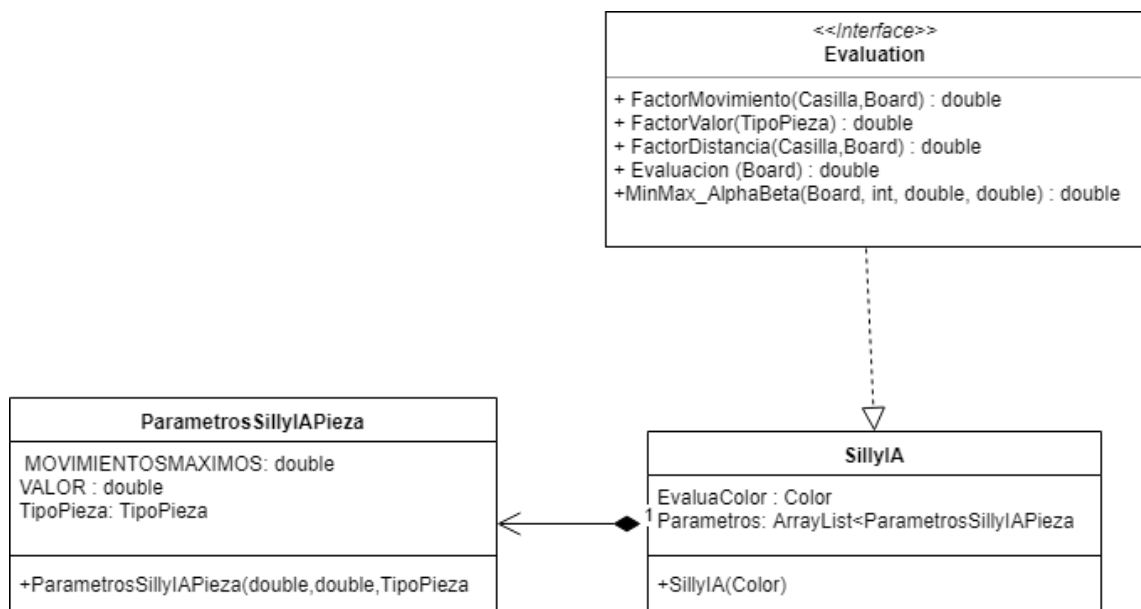 <<Interface>>
Evaluation
+ FactorMovimiento(Casilla,Board) : double
+ FactorValor(TipoPieza) : double
+ FactorDistancia(Casilla,Board) : double
+ Evaluacion (Board) : double
+MinMax_AlphaBeta(Board, int, double, double) : double
ParametrosSillyIAPieza
MOVIMIENTOSMAXIMOS: double
VALOR : double
TipoPieza: TipoPieza
+ParametrosSillyIAPieza(double,double,TipoPieza
1
SillyIA
EvaluaColor : Color
Parametros: ArrayList<ParametrosSillyIAPieza
+SillyIA(Color)